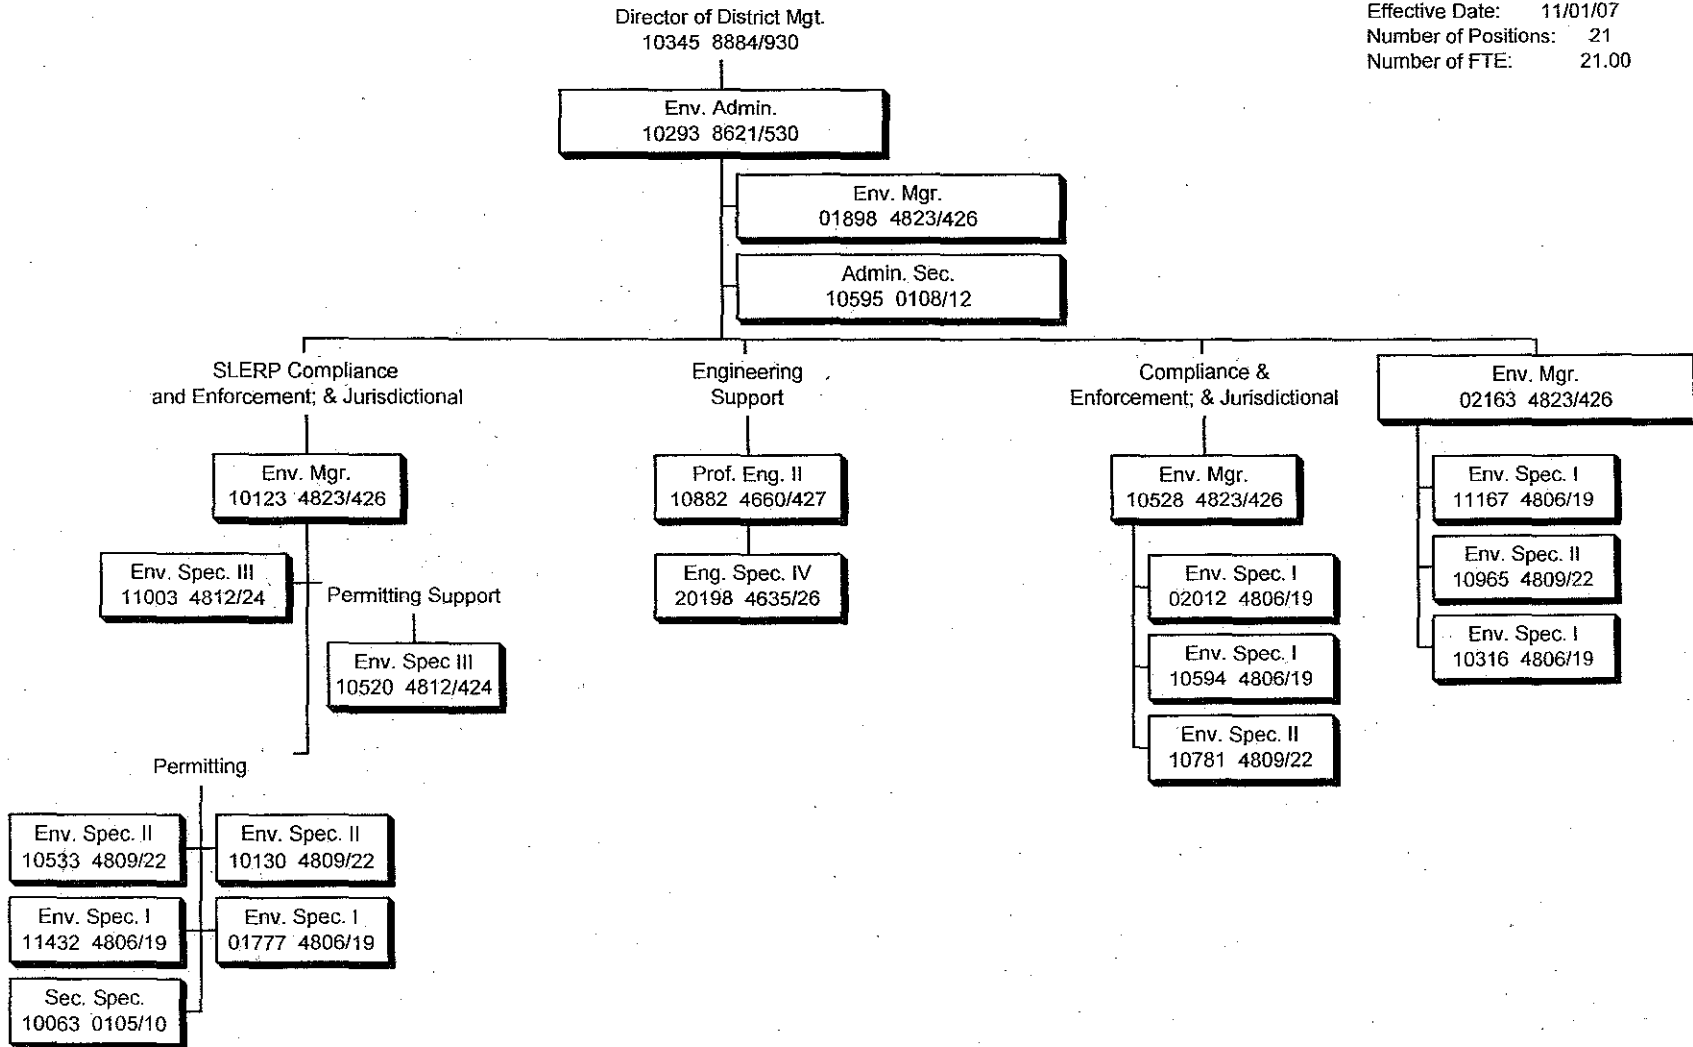 Director of District Mgt.
10345 8884/930
Effective Date: 11/01/07
Number of Positions: 21
Number of FTE: 21.00
Env. Admin.
10293 8621/530
Env. Mgr.
01898 4823/426
Admin. Sec.
10595 0108/12
SLERP Compliance
and Enforcement; & Jurisdictional
Engineering
Support
Compliance &
Enforcement; & Jurisdictional
Env. Mgr.
02163 4823/426
Env. Mgr.
10123 4823/426
Prof. Eng. II
10882 4660/427
Env. Mgr.
10528 4823/426
Env. Spec. I
11167 4806/19
Env. Spec. III
11003 4812/24
Permitting Support
Env. Spec III
10520 4812/424
Eng. Spec. IV
20198 4635/26
Env. Spec. I
02012 4806/19
Env. Spec. I
10594 4806/19
Env. Spec. II
10781 4809/22
Env. Spec. II
10965 4809/22
Env. Spec. I
10316 4806/19
Permitting
Env. Spec. II
10533 4809/22
Env. Spec. II
10130 4809/22
Env. Spec. I
11432 4806/19
Env. Spec. I
01777 4806/19
Sec. Spec.
10063 0105/10